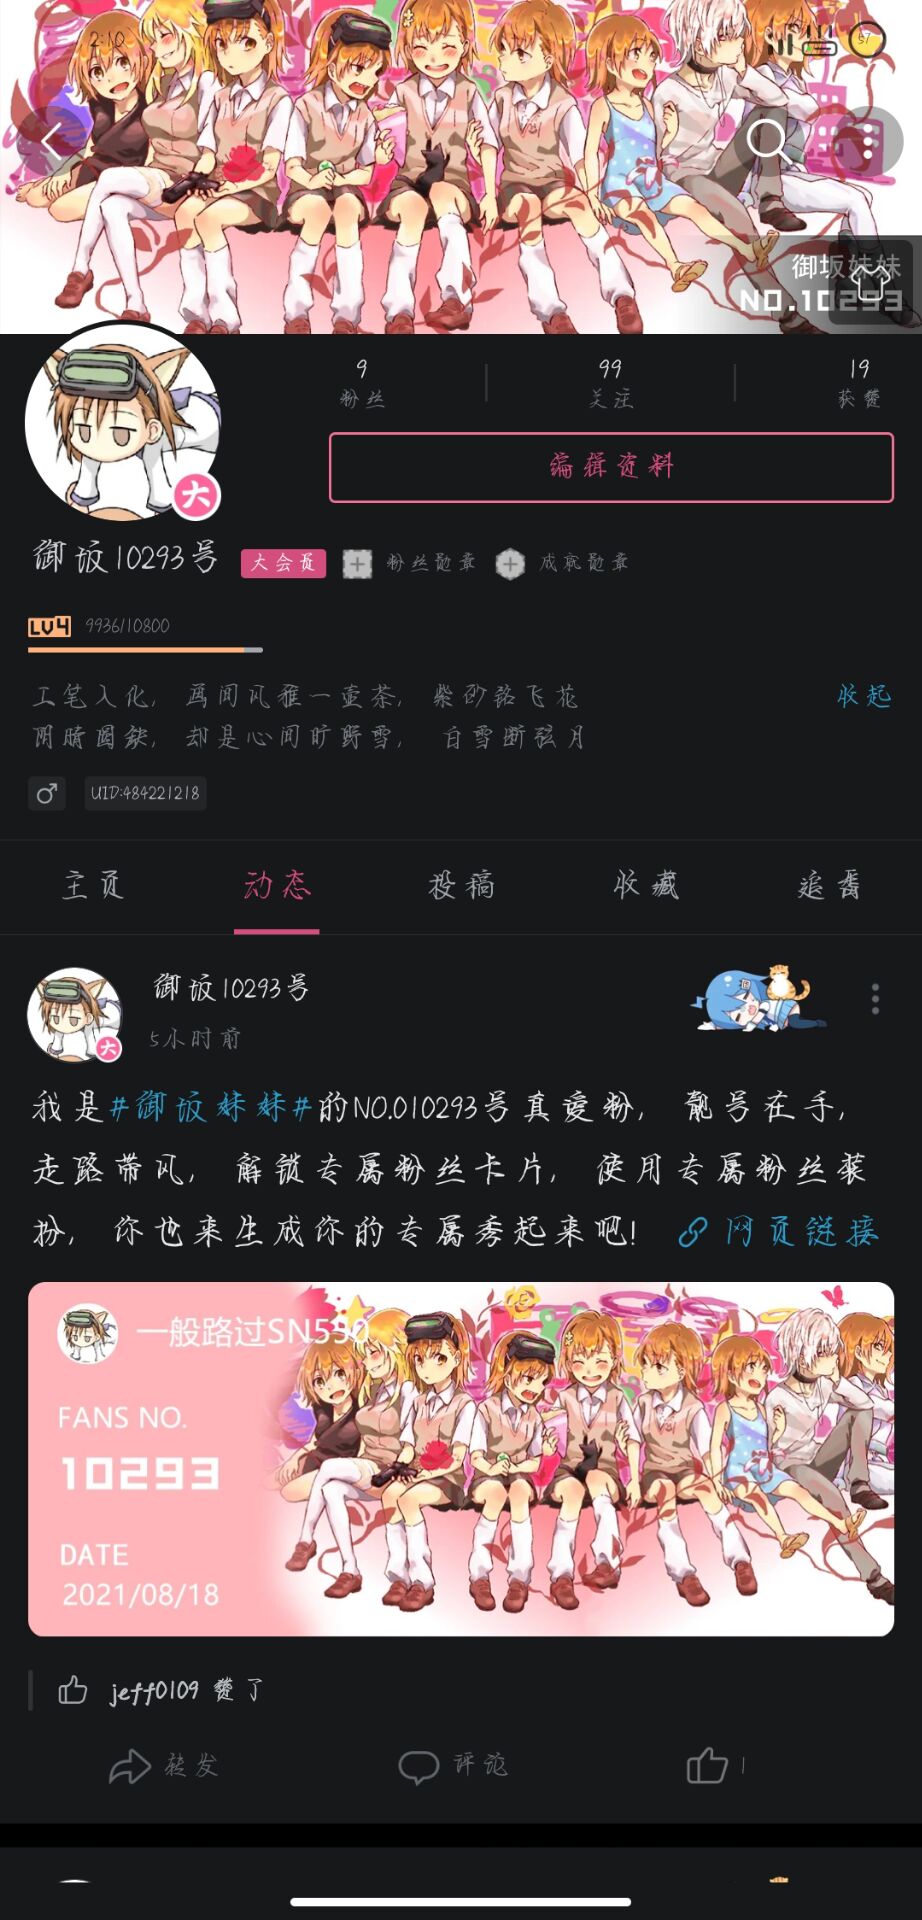 2:10
57
御坂妹妹
NO.10293
9
粉丝
99
关注
19
获赞
编辑资料
大
御坂10293号
大会员
粉丝勋章
成就勋章
LV4
9936/10800
工笔入化, 再闻风雅一壶茶, 紫砂铭飞花
收起
阴晴圆缺, 却是心间旷野雪, 白雪断弦月
UID:484221218
主页
动态
投稿
收藏
追番
御坂10293号
5小时前
大
我是#御坂妹妹#的NO.010293号真爱粉, 靓号在手,
走路带风, 解锁专属粉丝卡片, 使用专属粉丝装
扮, 你也来生成你的专属秀起来吧! 网页链接
一般路过SN550
FANS NO.
10293
DATE
2021/08/18
jeff0109 赞了
转发
评论
1